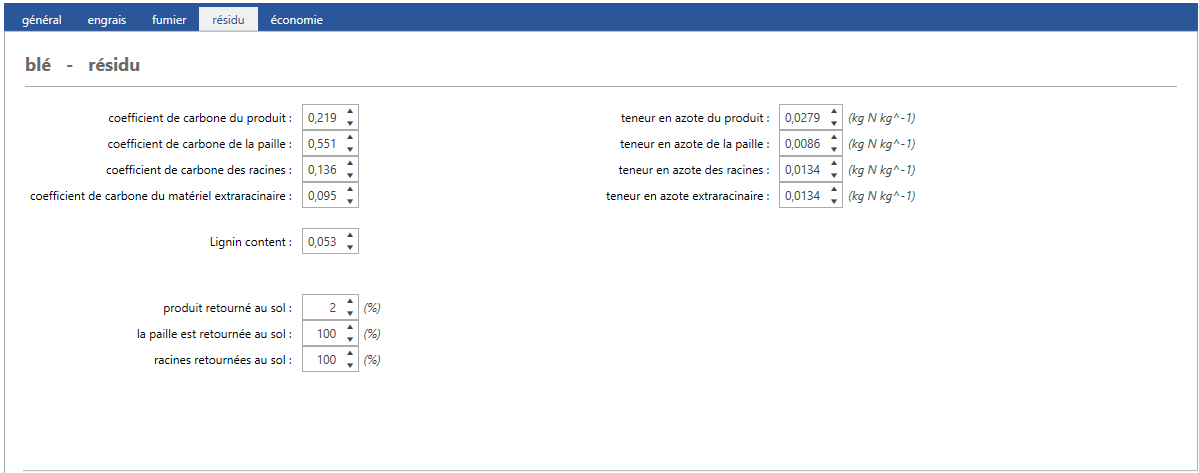 général engrais fumier résidu économie
blé - résidu
coefficient de carbone du produit : 0,219 teneur en azote du produit : 0,0279 (kg N kg^-1)
coefficient de carbone de la paille : 0,551 teneur en azote de la paille : 0,0086 (kg N kg^-1)
coefficient de carbone des racines : 0,136 teneur en azote des racines : 0,0134 (kg N kg^-1)
coefficient de carbone du matériel extraracinaire : 0,095 teneur en azote extraracinaire : 0,0134 (kg N kg^-1)
Lignin content : 0,053
produit retourné au sol : 2 (%)
la paille est retournée au sol : 100 (%)
racines retournées au sol : 100 (%)